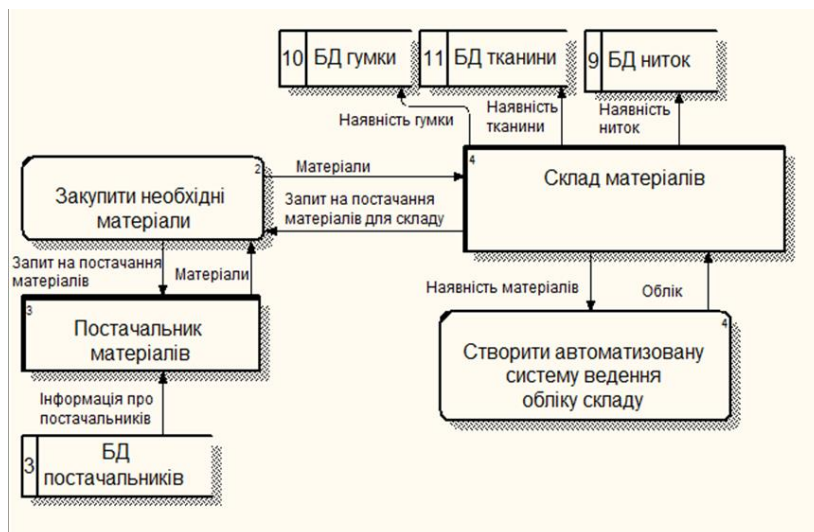 10 БД гумки
11 БД тканини
9 БД ниток
Наявність гумки
Наявність
тканини
Наявність
ниток
2
Закупити необхідні
матеріали
Матеріали
Запит на постачання
матеріалів для складу
4
Склад матеріалів
Запит на постачання
матеріалів
Матеріали
Наявність матеріалів
Облік
3
Постачальник
матеріалів
4
Створити автоматизовану
систему ведення
обліку складу
Інформація про
постачальників
3
БД
постачальників